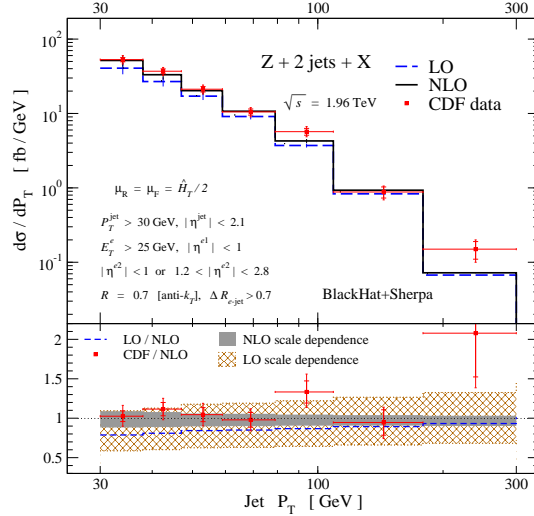 30 100 300
10²
10¹
10⁰
10⁻¹
dσ / dP_T [ fb / GeV ]
Z + 2 jets + X
√s = 1.96 TeV
LO
NLO
CDF data
μ_R = μ_F = Ĥ_T / 2
P_T^jet > 30 GeV, | η^jet | < 2.1
E_T^e > 25 GeV, | η^e1 | < 1
| η^e2 | < 1 or 1.2 < | η^e2 | < 2.8
R = 0.7 [anti-k_T], Δ R_e-jet > 0.7
BlackHat+Sherpa
LO / NLO
CDF / NLO
NLO scale dependence
LO scale dependence
2
1.5
1
0.5
30 100 300
Jet P_T [ GeV ]